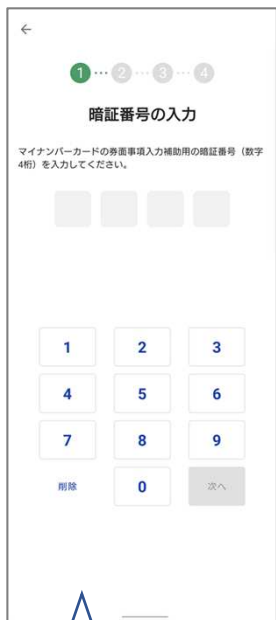 ←
1 … 2 … 3 … 4
暗証番号の入力
マイナンバーカードの券面事項入力補助用の暗証番号（数字
4桁）を入力してください。
1 2 3
4 5 6
7 8 9
削除 0 次へ